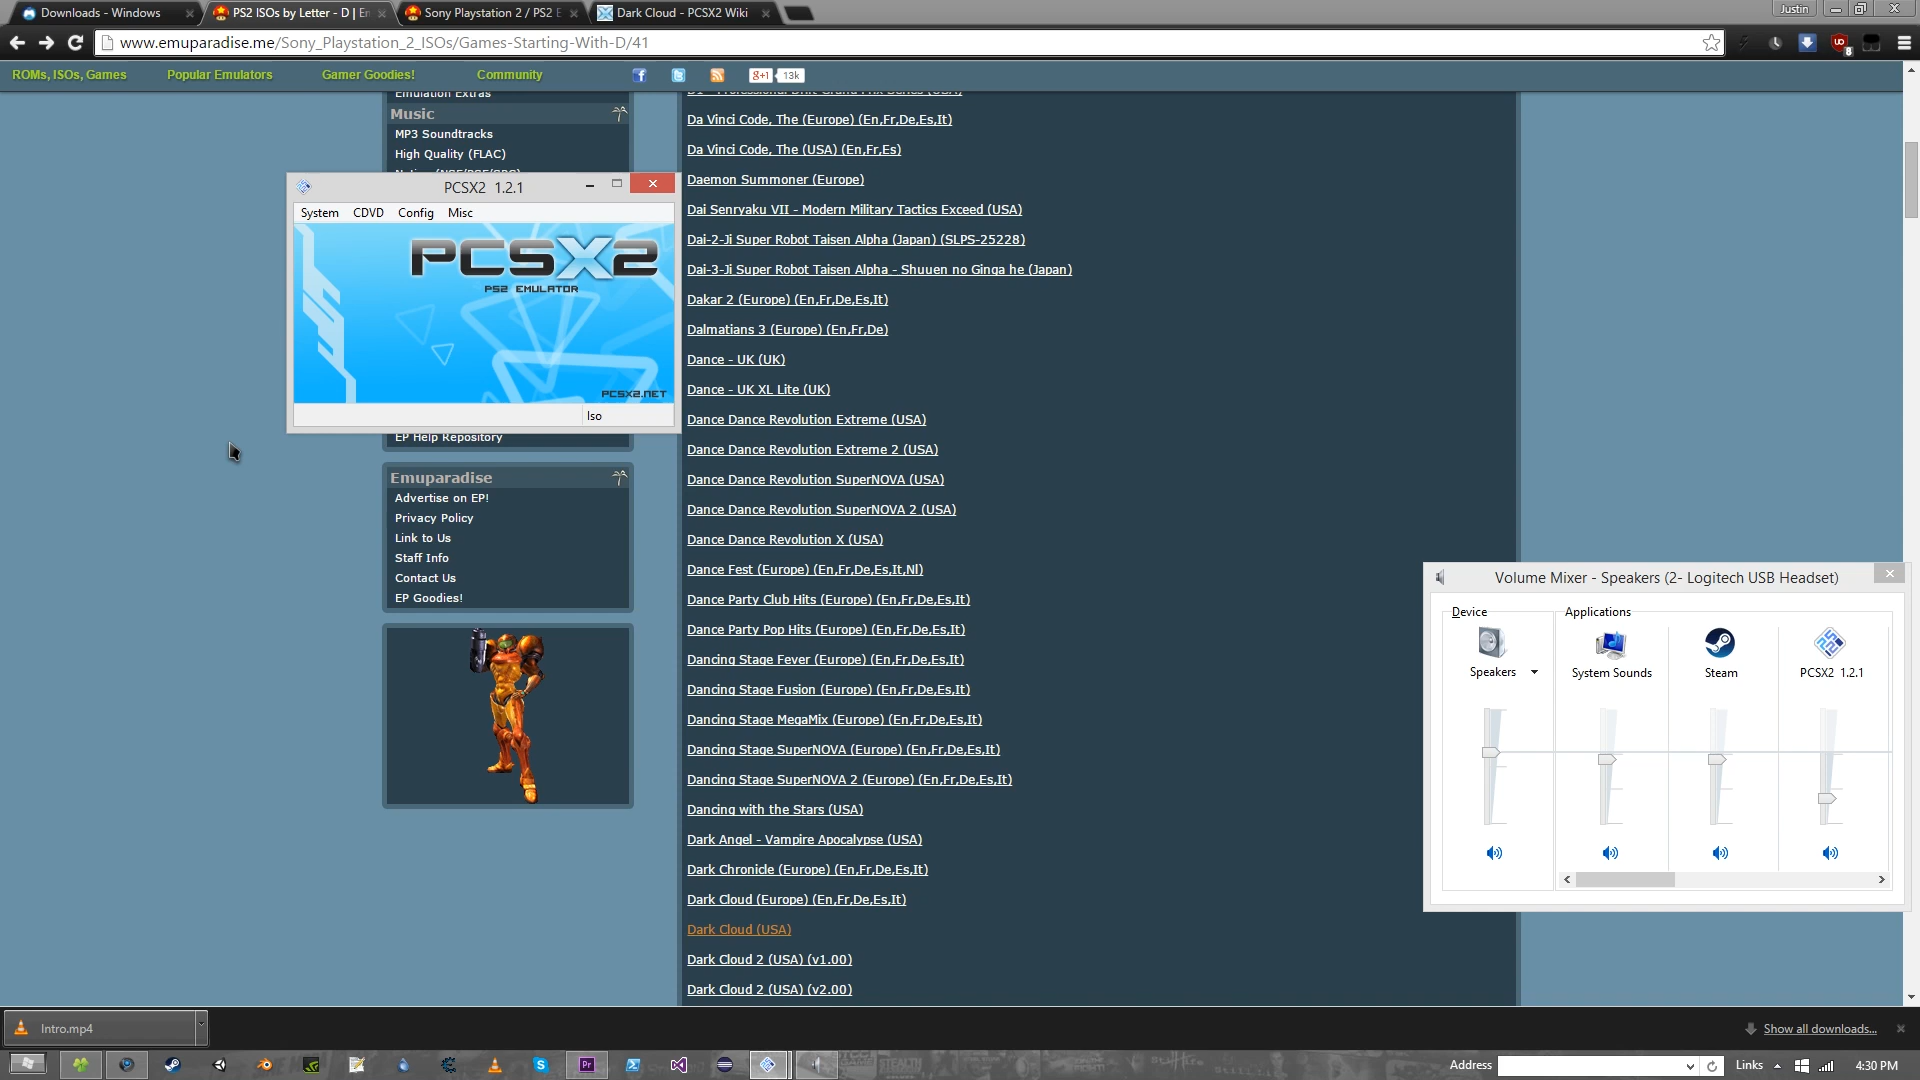 Downloads - Windows
PS2 ISOs by Letter - D | En
Sony Playstation 2 / PS2 E
Dark Cloud - PCSX2 Wiki
Justin
www.emuparadise.me/Sony_Playstation_2_ISOs/Games-Starting-With-D/41
ROMs, ISOs, Games
Popular Emulators
Gamer Goodies!
Community
g+1
13k
Emulation Extras
Music
MP3 Soundtracks
High Quality (FLAC)
PCSX2 1.2.1
System CDVD Config Misc
PCSX2
PS2 EMULATOR
PCSX2.NET
Iso
EP Help Repository
Emuparadise
Advertise on EP!
Privacy Policy
Link to Us
Staff Info
Contact Us
EP Goodies!
Da Vinci Code, The (Europe) (En,Fr,De,Es,It)
Da Vinci Code, The (USA) (En,Fr,Es)
Daemon Summoner (Europe)
Dai Senryaku VII - Modern Military Tactics Exceed (USA)
Dai-2-Ji Super Robot Taisen Alpha (Japan) (SLPS-25228)
Dai-3-Ji Super Robot Taisen Alpha - Shuuen no Ginga he (Japan)
Dakar 2 (Europe) (En,Fr,De,Es,It)
Dalmatians 3 (Europe) (En,Fr,De)
Dance - UK (UK)
Dance - UK XL Lite (UK)
Dance Dance Revolution Extreme (USA)
Dance Dance Revolution Extreme 2 (USA)
Dance Dance Revolution SuperNOVA (USA)
Dance Dance Revolution SuperNOVA 2 (USA)
Dance Dance Revolution X (USA)
Dance Fest (Europe) (En,Fr,De,Es,It,Nl)
Dance Party Club Hits (Europe) (En,Fr,De,Es,It)
Dance Party Pop Hits (Europe) (En,Fr,De,Es,It)
Dancing Stage Fever (Europe) (En,Fr,De,Es,It)
Dancing Stage Fusion (Europe) (En,Fr,De,Es,It)
Dancing Stage MegaMix (Europe) (En,Fr,De,Es,It)
Dancing Stage SuperNOVA (Europe) (En,Fr,De,Es,It)
Dancing Stage SuperNOVA 2 (Europe) (En,Fr,De,Es,It)
Dancing with the Stars (USA)
Dark Angel - Vampire Apocalypse (USA)
Dark Chronicle (Europe) (En,Fr,De,Es,It)
Dark Cloud (Europe) (En,Fr,De,Es,It)
Dark Cloud (USA)
Dark Cloud 2 (USA) (v1.00)
Dark Cloud 2 (USA) (v2.00)
Volume Mixer - Speakers (2- Logitech USB Headset)
Device
Applications
Speakers
System Sounds
Steam
PCSX2 1.2.1
Intro.mp4
Show all downloads...
Address
Links
4:30 PM